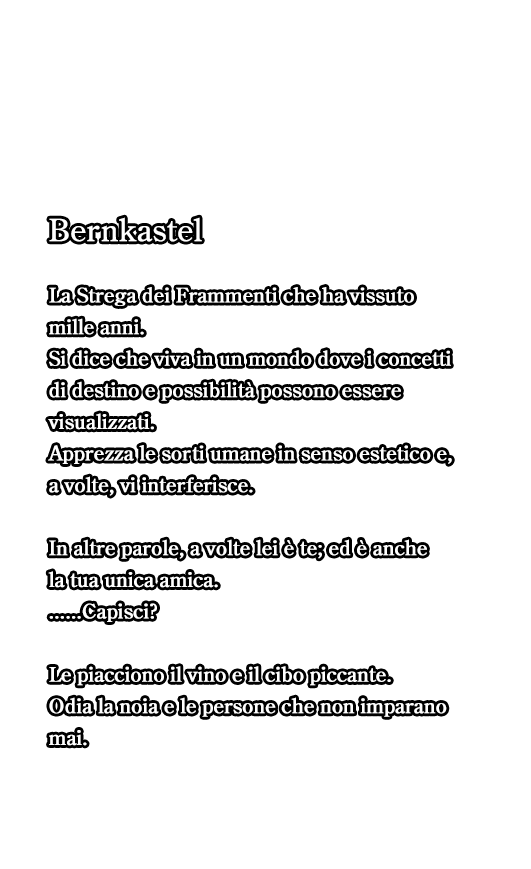 Bernkastel
La Strega dei Frammenti che ha vissuto
mille anni.
Si dice che viva in un mondo dove i concetti
di destino e possibilità possono essere
visualizzati.
Apprezza le sorti umane in senso estetico e,
a volte, vi interferisce.
In altre parole, a volte lei è te; ed è anche
la tua unica amica.
......Capisci?
Le piacciono il vino e il cibo piccante.
Odia la noia e le persone che non imparano
mai.